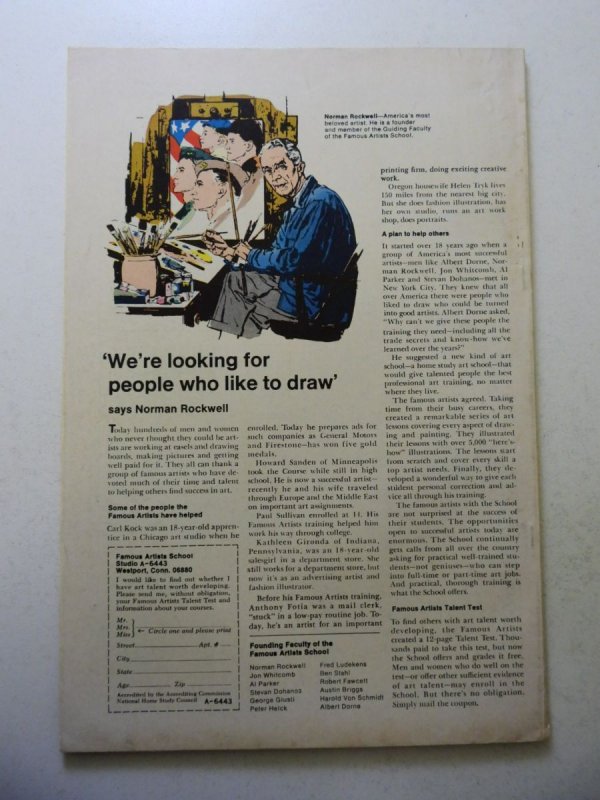 Norman Rockwell—America's most
beloved artist. He is a founder
and member of the Guiding Faculty
of the Famous Artists School.
'We're looking for
people who like to draw'
says Norman Rockwell
Today hundreds of men and women
who never thought they could be art-
ists are working at easels and drawing
boards, making pictures and getting
well paid for it. They all can thank a
group of famous artists who have de-
voted much of their time and talent
to helping others find success in art.
Some of the people the
Famous Artists have helped
Carl Kock was an 18-year-old appren-
tice in a Chicago art studio when he
enrolled. Today he prepares ads for
such companies as General Motors
and Firestone—has won five gold
medals.
Howard Sanden of Minneapolis
took the Course while still in high
school. He is now a successful artist—
recently he and his wife traveled
through Europe and the Middle East
on important art assignments.
Paul Sullivan enrolled at 14. His
Famous Artists training helped him
work his way through college.
Kathleen Gironda of Indiana,
Pennsylvania, was an 18-year-old
salesgirl in a department store. She
still works for a department store, but
now it's as an advertising artist and
fashion illustrator.
Before his Famous Artists training,
Anthony Fotia was a mail clerk,
"stuck" in a low-pay routine job. To-
day, he's an artist for an important
printing firm, doing exciting creative
work.
Oregon housewife Helen Tryk lives
150 miles from the nearest big city.
But she does fashion illustration, has
her own studio, runs an art work
shop, does portraits.
A plan to help others
It started over 18 years ago when a
group of America's most successful
artists—men like Albert Dorne, Nor-
man Rockwell, Jon Whitcomb, Al
Parker and Stevan Dohanos—met in
New York City. They knew that all
over America there were people who
liked to draw who could be turned
into good artists. Albert Dorne asked,
"Why can't we give these people the
training they need—including all the
trade secrets and know-how we've
learned over the years?"
He suggested a new kind of art
school—a home study art school—that
would give talented people the best
professional art training, no matter
where they live.
The famous artists agreed. Taking
time from their busy careers, they
created a remarkable series of art
lessons covering every aspect of draw-
ing and painting. They illustrated
their lessons with over 5,000 "here's-
how" illustrations. The lessons start
from scratch and cover every skill a
top artist needs. Finally, they de-
veloped a wonderful way to give each
student personal correction and ad-
vice all through his training.
The famous artists with the School
are not surprised at the success of
their students. The opportunities
open to successful artists today are
enormous. The School continually
gets calls from all over the country
asking for practical well-trained stu-
dents—not geniuses—who can step
into full-time or part-time art jobs.
And practical, thorough training is
what the School offers.
Famous Artists Talent Test
To find others with art talent worth
developing, the Famous Artists
created a 12-page Talent Test. Thou-
sands paid to take this test, but now
the School offers and grades it free.
Men and women who do well on the
test—or offer other sufficient evidence
of art talent—may enroll in the
School. But there's no obligation.
Simply mail the coupon.
Famous Artists School
Studio A-6443
Westport, Conn. 06880
I would like to find out whether I
have art talent worth developing.
Please send me, without obligation,
your Famous Artists Talent Test and
information about your courses.
Mr.
Mrs.
Miss
← Circle one and please print
Street Apt. #
City
State
Age Zip
Accredited by the Accrediting Commission
National Home Study Council A-6443
Founding Faculty of the
Famous Artists School
Norman Rockwell
Jon Whitcomb
Al Parker
Stevan Dohanos
George Giusti
Peter Helck
Fred Ludekens
Ben Stahl
Robert Fawcett
Austin Briggs
Harold Von Schmidt
Albert Dorne